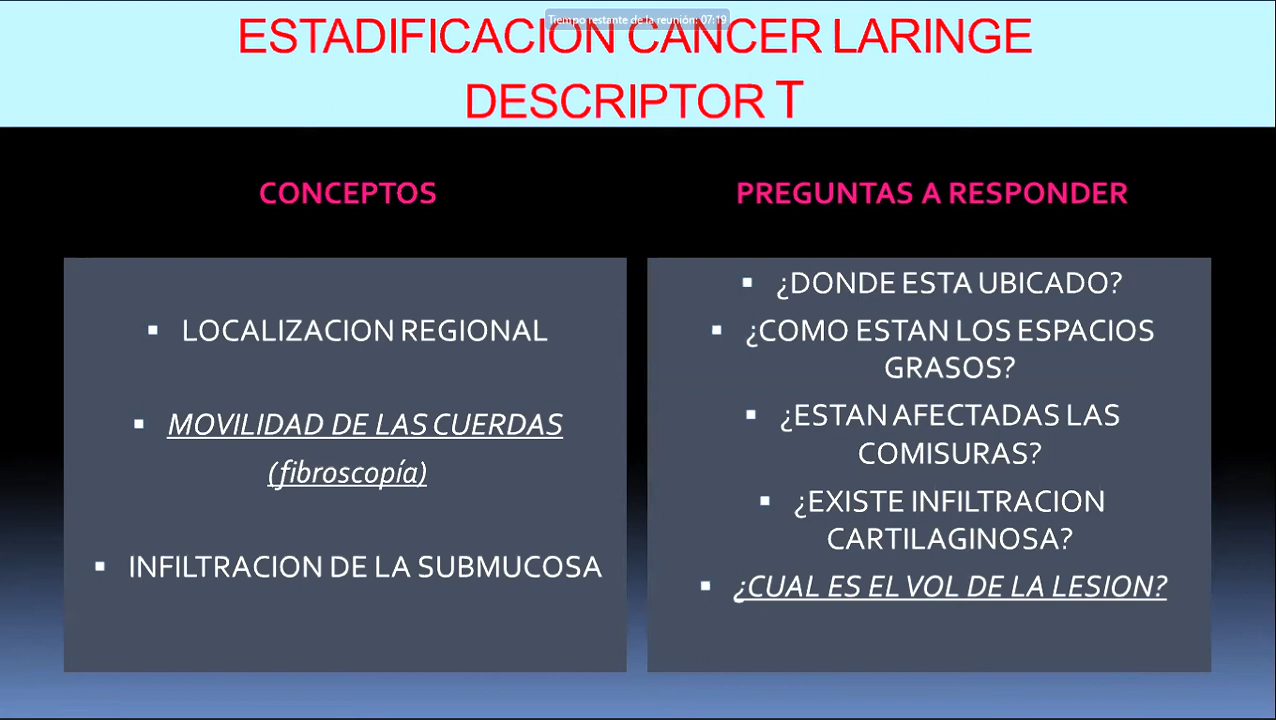 Tiempo restante de la reunión: 07:19
ESTADIFICACION CANCER LARINGE
DESCRIPTOR T
CONCEPTOS
▪ LOCALIZACION REGIONAL
▪ MOVILIDAD DE LAS CUERDAS
(fibroscopía)
▪ INFILTRACION DE LA SUBMUCOSA
PREGUNTAS A RESPONDER
▪ ¿DONDE ESTA UBICADO?
▪ ¿COMO ESTAN LOS ESPACIOS
GRASOS?
▪ ¿ESTAN AFECTADAS LAS
COMISURAS?
▪ ¿EXISTE INFILTRACION
CARTILAGINOSA?
▪ ¿CUAL ES EL VOL DE LA LESION?